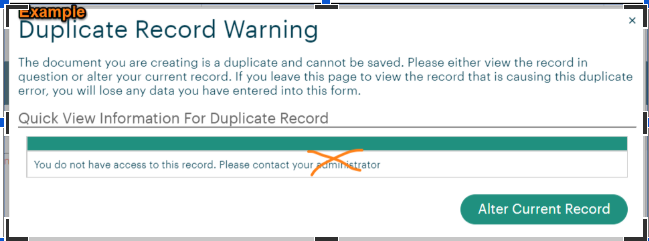 Example
Duplicate Record Warning
×
The document you are creating is a duplicate and cannot be saved. Please either view the record in
question or alter your current record. If you leave this page to view the record that is causing this duplicate
error, you will lose any data you have entered into this form.
Quick View Information For Duplicate Record
You do not have access to this record. Please contact your administrator
Alter Current Record